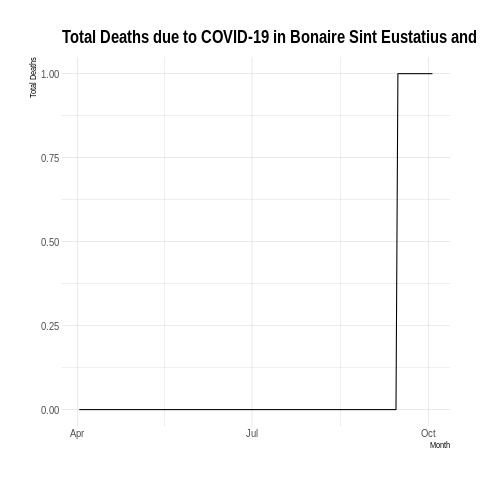 Total Deaths due to COVID-19 in Bonaire Sint Eustatius and
Total Deaths
1.00
0.75
0.50
0.25
0.00
Apr
Jul
Oct
Month